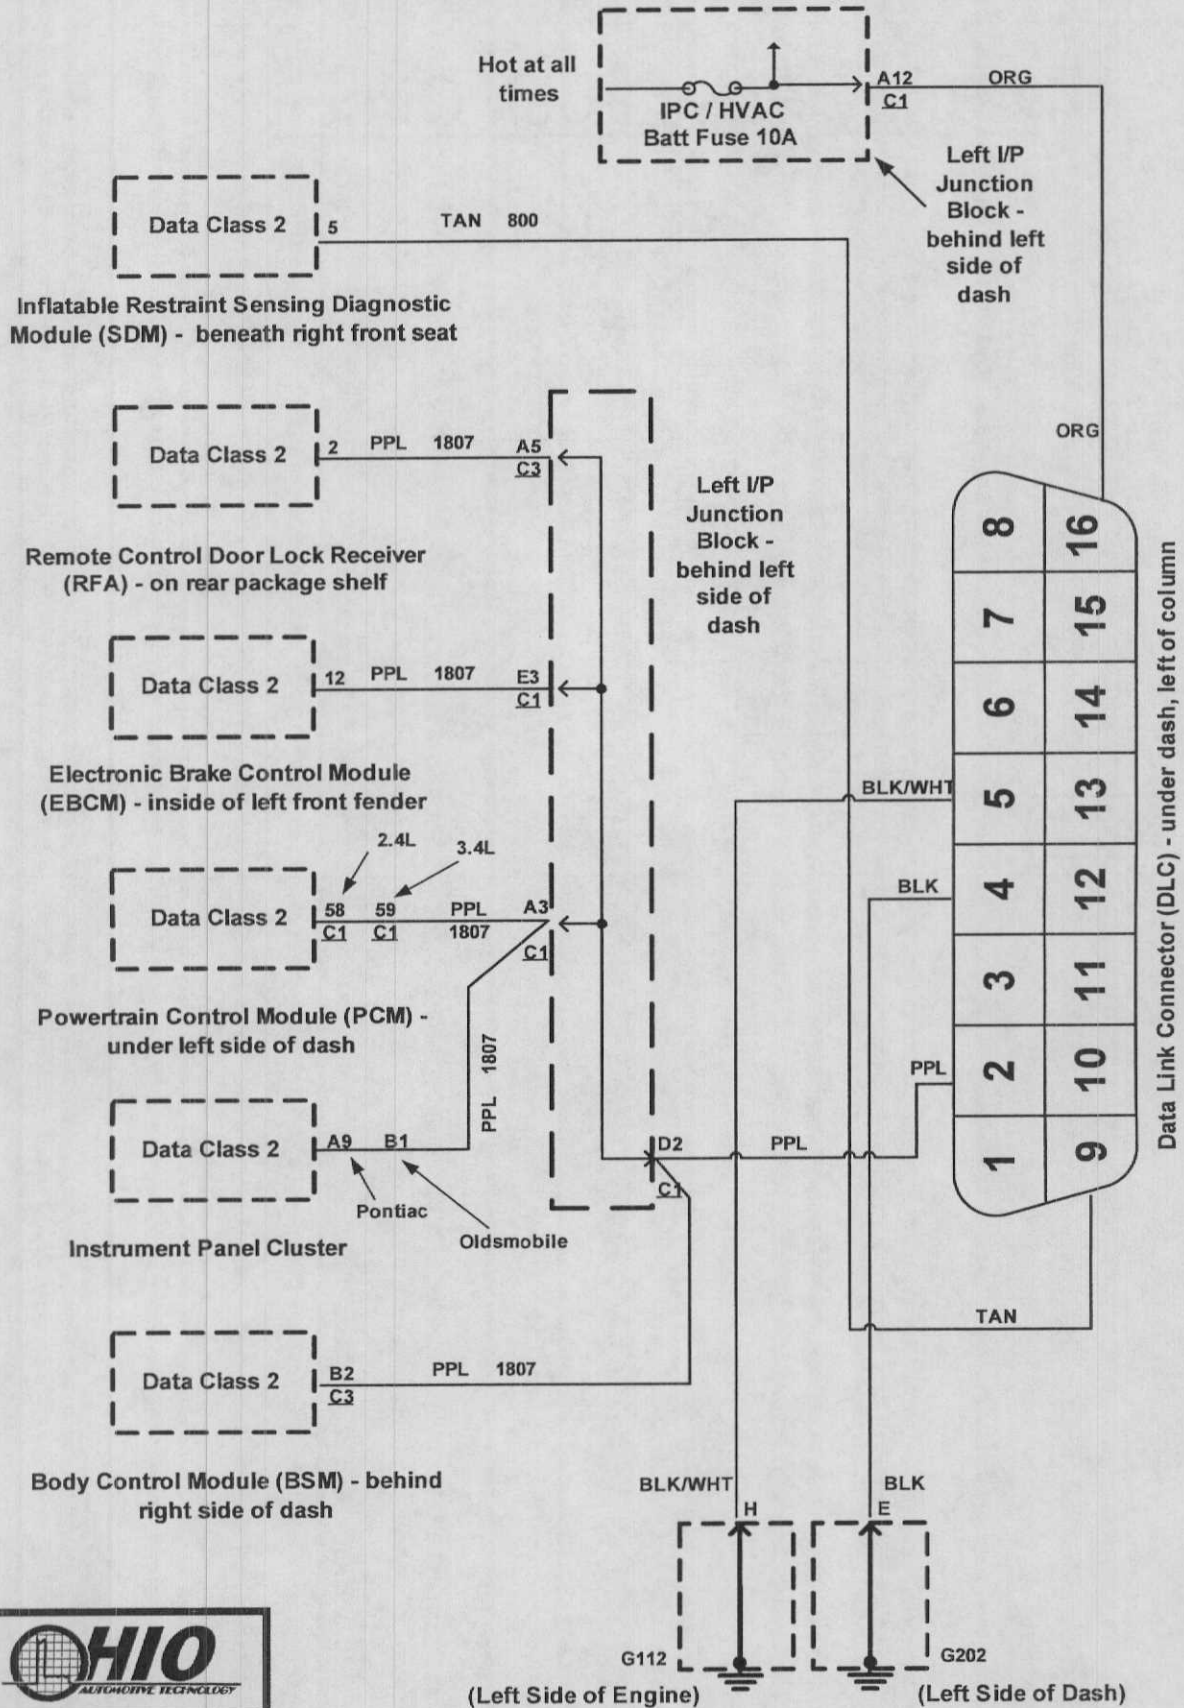 Hot at all
times
IPC / HVAC
Batt Fuse 10A
A12
C1
ORG
Left I/P
Junction
Block -
behind left
side of
dash
Data Class 2
5
TAN 800
Inflatable Restraint Sensing Diagnostic
Module (SDM) - beneath right front seat
Data Class 2
2
PPL 1807
A5
C3
Remote Control Door Lock Receiver
(RFA) - on rear package shelf
Left I/P
Junction
Block -
behind left
side of
dash
Data Class 2
12
PPL 1807
E3
C1
Electronic Brake Control Module
(EBCM) - inside of left front fender
2.4L
3.4L
Data Class 2
58
C1
59
C1
PPL
1807
A3
C1
Powertrain Control Module (PCM) -
under left side of dash
PPL 1807
Data Class 2
A9
B1
Pontiac
Oldsmobile
Instrument Panel Cluster
D2
C1
PPL
Data Class 2
B2
C3
PPL 1807
Body Control Module (BSM) - behind
right side of dash
ORG
8
16
7
15
6
14
5
13
4
12
3
11
2
10
1
9
BLK/WHT
BLK
PPL
TAN
Data Link Connector (DLC) - under dash, left of column
BLK/WHT
H
BLK
E
G112
G202
(Left Side of Engine)
(Left Side of Dash)
OHIO
AUTOMOTIVE TECHNOLOGY